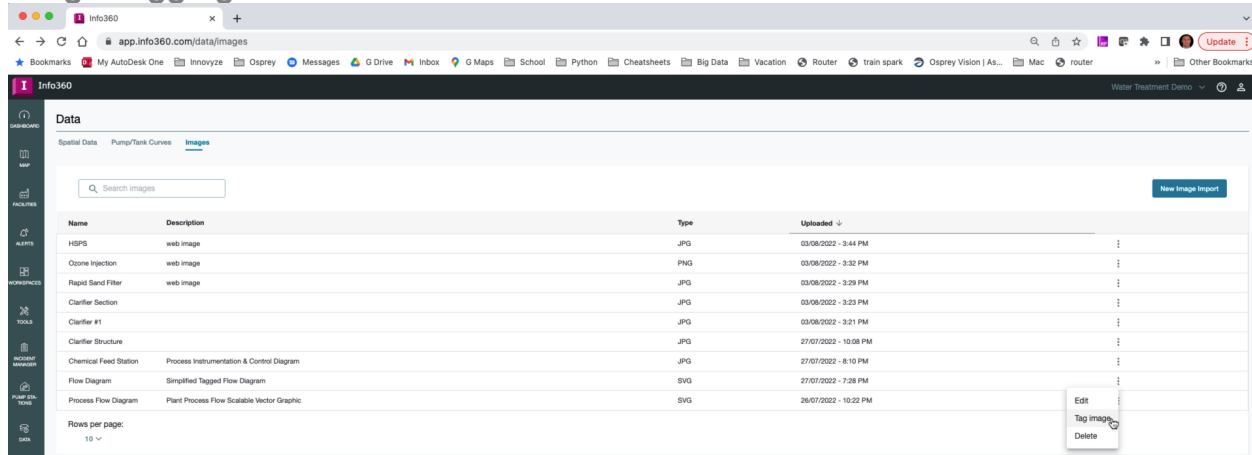 Info360
app.info360.com/data/images
Update
Bookmarks My AutoDesk One Innovyze Osprey Messages G Drive Inbox G Maps School Python Cheatsheets Big Data Vacation Router train spark Osprey Vision | As... Mac router » Other Bookmarks
I Info360 Water Treatment Demo
DASHBOARD
MAP
FACILITIES
ALERTS
WORKSPACES
TOOLS
INCIDENT
MANAGER
PUMP STA-
TIONS
DATA
Data
Spatial Data Pump/Tank Curves Images
Search images New Image Import
Name Description Type Uploaded ↓
HSPS web image JPG 03/08/2022 - 3:44 PM
Ozone Injection web image PNG 03/08/2022 - 3:32 PM
Rapid Sand Filter web image JPG 03/08/2022 - 3:29 PM
Clarifier Section JPG 03/08/2022 - 3:23 PM
Clarifier #1 JPG 03/08/2022 - 3:21 PM
Clarifier Structure JPG 27/07/2022 - 10:08 PM
Chemical Feed Station Process Instrumentation & Control Diagram JPG 27/07/2022 - 8:10 PM
Flow Diagram Simplified Tagged Flow Diagram SVG 27/07/2022 - 7:28 PM
Process Flow Diagram Plant Process Flow Scalable Vector Graphic SVG 26/07/2022 - 10:22 PM
Edit
Tag image
Delete
Rows per page:
10